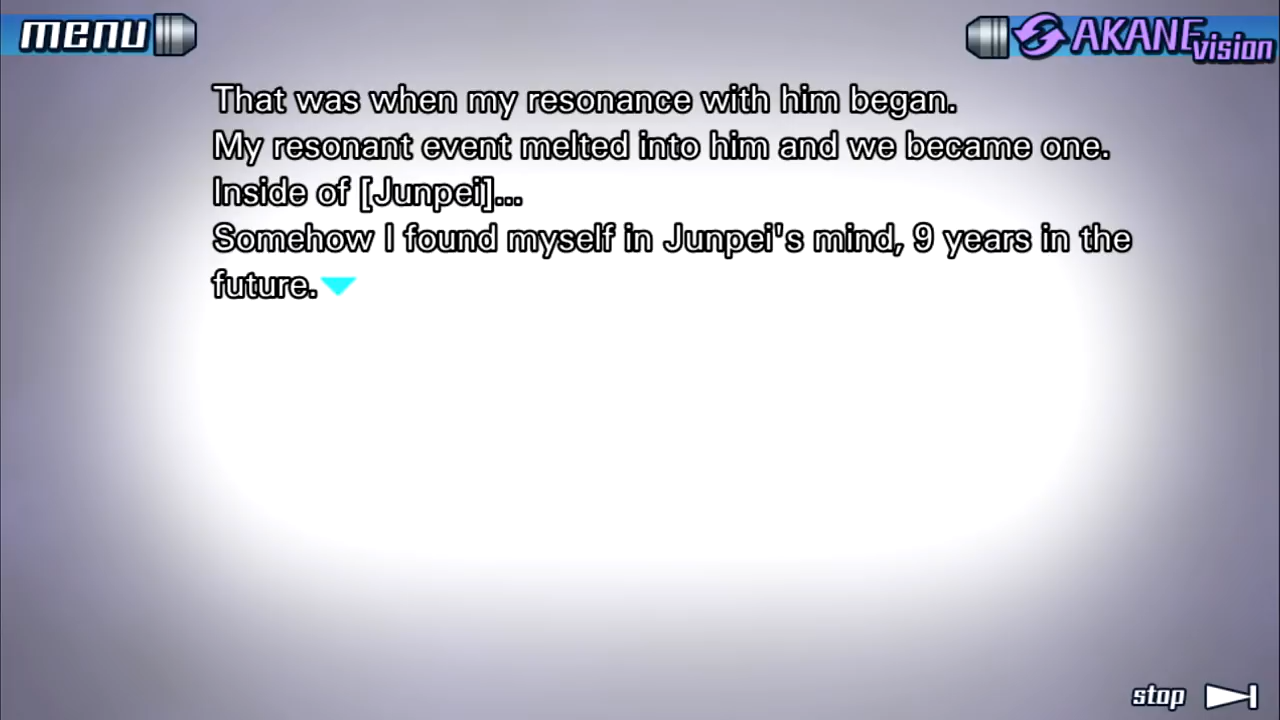 menu
AKANE vision
That was when my resonance with him began.
My resonant event melted into him and we became one.
Inside of [Junpei]...
Somehow I found myself in Junpei's mind, 9 years in the
future.
stop